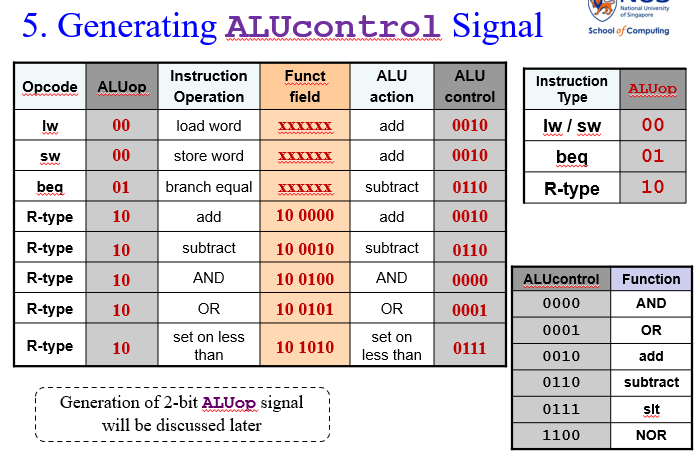 5. Generating ALUcontrol Signal
National University
of Singapore
School of Computing
Opcode ALUop Instruction Operation Funct field ALU action ALU control
lw 00 load word xxxxxx add 0010
sw 00 store word xxxxxx add 0010
beq 01 branch equal xxxxxx subtract 0110
R-type 10 add 10 0000 add 0010
R-type 10 subtract 10 0010 subtract 0110
R-type 10 AND 10 0100 AND 0000
R-type 10 OR 10 0101 OR 0001
R-type 10 set on less than 10 1010 set on less than 0111
Instruction Type ALUop
lw / sw 00
beq 01
R-type 10
ALUcontrol Function
0000 AND
0001 OR
0010 add
0110 subtract
0111 slt
1100 NOR
Generation of 2-bit ALUop signal
will be discussed later